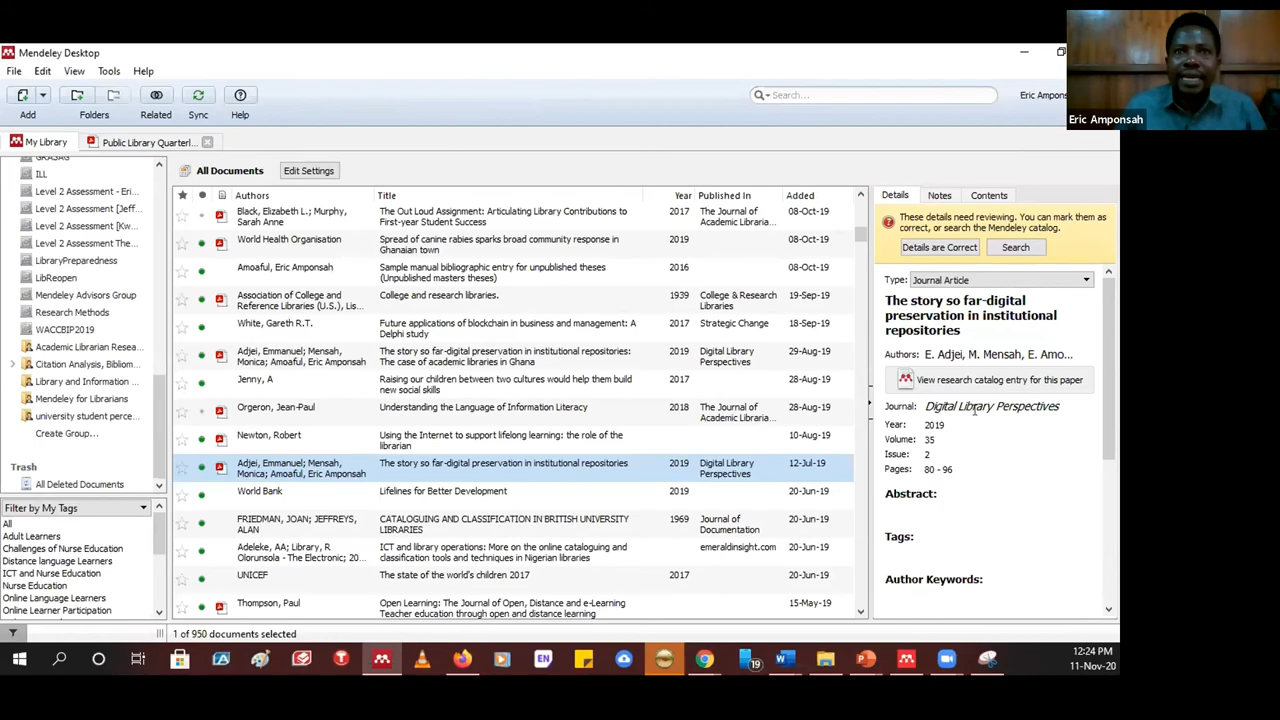 Mendeley Desktop
File Edit View Tools Help
Search...
Add Folders Related Sync Help
Eric Amponsah
My Library
Public Library Quarterl...
ILL
Level 2 Assessment - Eri...
Level 2 Assessment [Jeff...
Level 2 Assessment [Kw...
Level 2 Assessment The...
LibraryPreparedness
LibReopen
Mendeley Advisors Group
Research Methods
WACCBIP2019
Academic Librarian Resea...
Citation Analysis, Bibliom...
Library and Information ...
Mendeley for Librarians
university student perce...
Create Group...
Trash
All Deleted Documents
Filter by My Tags
All
Adult Learners
Challenges of Nurse Education
Distance language Learners
ICT and Nurse Education
Nurse Education
Online Language Learners
Online Learner Participation
All Documents Edit Settings
Authors Title Year Published In Added
Black, Elizabeth L.; Murphy, The Out Loud Assignment: Articulating Library Contributions to 2017 The Journal of 08-Oct-19
Sarah Anne First-year Student Success Academic Libraria...
World Health Organisation Spread of canine rabies sparks broad community response in 2019 08-Oct-19
Ghanaian town
Amoaful, Eric Amponsah Sample manual bibliographic entry for unpublished theses 2016 08-Oct-19
(Unpublished masters theses)
Association of College and College and research libraries. 1939 College & Research 19-Sep-19
Reference Libraries (U.S.), Lis... Libraries
White, Gareth R.T. Future applications of blockchain in business and management: A 2017 Strategic Change 18-Sep-19
Delphi study
Adjei, Emmanuel; Mensah, The story so far-digital preservation in institutional repositories: 2019 Digital Library 29-Aug-19
Monica; Amoaful, Eric Amponsah The case of academic libraries in Ghana Perspectives
Jenny, A Raising our children between two cultures would help them build 2017 28-Aug-19
new social skills
Orgeron, Jean-Paul Understanding the Language of Information Literacy 2018 The Journal of 28-Aug-19
Academic Libraria...
Newton, Robert Using the Internet to support lifelong learning: the role of the 10-Aug-19
librarian
Adjei, Emmanuel; Mensah, The story so far-digital preservation in institutional repositories 2019 Digital Library 12-Jul-19
Monica; Amoaful, Eric Amponsah Perspectives
World Bank Lifelines for Better Development 2019 20-Jun-19
FRIEDMAN, JOAN; JEFFREYS, CATALOGUING AND CLASSIFICATION IN BRITISH UNIVERSITY 1969 Journal of 20-Jun-19
ALAN LIBRARIES Documentation
Adeleke, AA; Library, R ICT and library operations: More on the online cataloguing and emeraldinsight.com 20-Jun-19
Olorunsola - The Electronic; 20... classification tools and techniques in Nigerian libraries
UNICEF The state of the world's children 2017 2017 20-Jun-19
Thompson, Paul Open Learning: The Journal of Open, Distance and e-Learning 15-May-19
Teacher education through open and distance learning
1 of 950 documents selected
Details Notes Contents
These details need reviewing. You can mark them as
correct, or search the Mendeley catalog.
Details are Correct Search
Type: Journal Article
The story so far-digital
preservation in institutional
repositories
Authors: E. Adjei, M. Mensah, E. Amo...
View research catalog entry for this paper
Journal: Digital Library Perspectives
Year: 2019
Volume: 35
Issue: 2
Pages: 80 - 96
Abstract:
Tags:
Author Keywords:
EN
19
12:24 PM
11-Nov-20